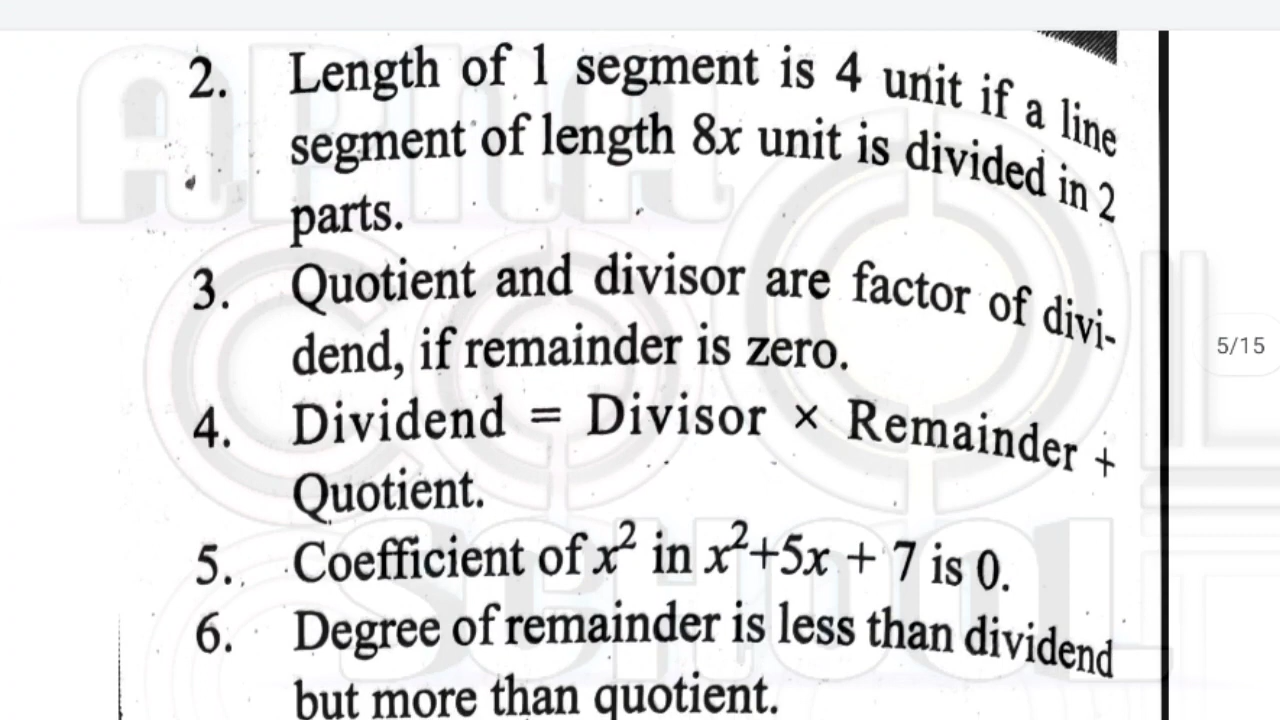 2. Length of 1 segment is 4 unit if a line
segment of length 8x unit is divided in 2
parts.
3. Quotient and divisor are factor of divi-
dend, if remainder is zero.
5/15
4. Dividend = Divisor × Remainder +
Quotient.
5. Coefficient of x² in x²+5x + 7 is 0.
6. Degree of remainder is less than dividend
but more than quotient.
APNA
COLL
SCHOOL